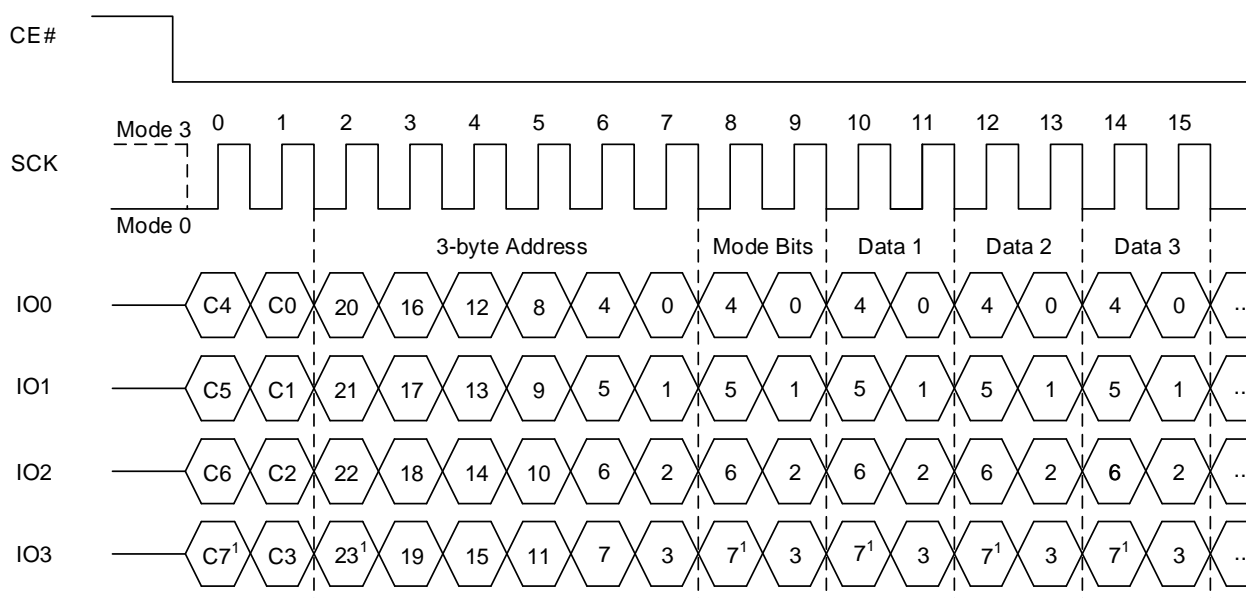 CE#
Mode 3 0 1 2 3 4 5 6 7 8 9 10 11 12 13 14 15
SCK
Mode 0
3-byte Address Mode Bits Data 1 Data 2 Data 3
IO0 C4 C0 20 16 12 8 4 0 4 0 4 0 4 0 4 0 ..
IO1 C5 C1 21 17 13 9 5 1 5 1 5 1 5 1 5 1 ..
IO2 C6 C2 22 18 14 10 6 2 6 2 6 2 6 2 6 2 ..
IO3 C7¹ C3 23¹ 19 15 11 7 3 7¹ 3 7¹ 3 7¹ 3 7¹ 3 ..